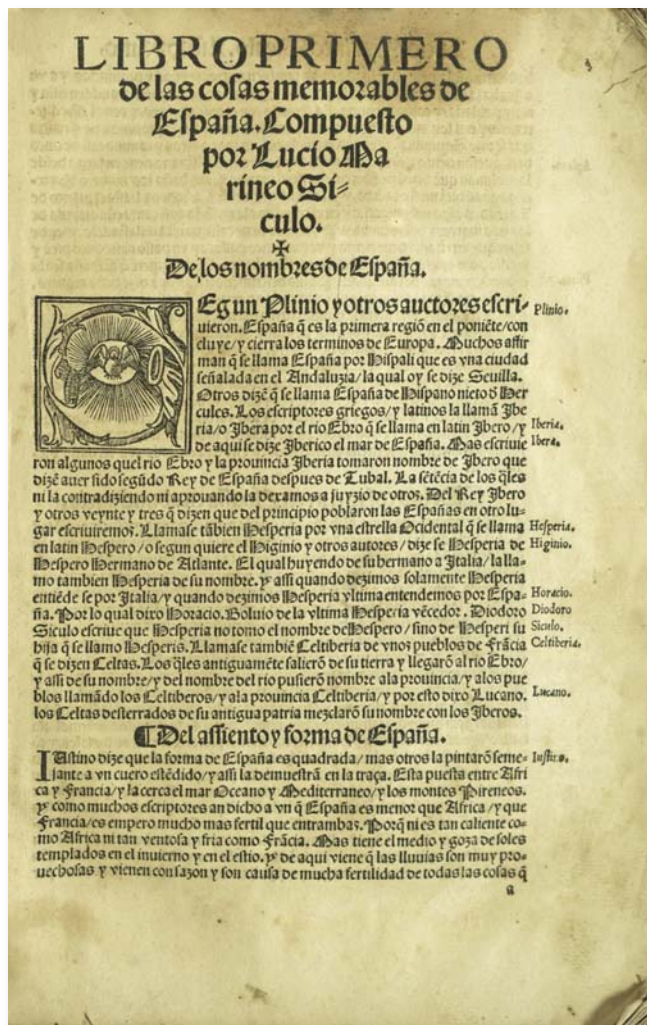 LIBRO PRIMERO
de las cosas memorables de
España. Compuesto
por Lucio Ma
rineo Si-
culo.
✠
De los nombres de España.
SEgun Plinio y otros auctores escri-
vieron. España q̃ es la primera regiõ en el poniẽte/con
cluye/y cierra los terminos de Europa. Muchos affir
man q̃ se llama España por Hispali que es vna ciudad
señalada en el Andaluzia/la qual oy se dize Sevilla.
Otros dizẽ q̃ se llama España de Hispano nieto õ Her
cules. Los escriptores griegos/y latinos la llamã Ibe
ria/o Ibera por el rio Ebro q̃ se llama en latin Ibero/y
de aqui se dize Iberico el mar de España. Mas escrivie
ron algunos quel rio Ebro y la provincia Iberia tomaron nombre de Ibero que
dizẽ aver sido segũdo Rey de España despues de Tubal. La sẽtẽcia de los q̃les
ni la contradiziendo ni aprouando la dexamos a juyzio de otros. Del Rey Ibero
y otros veynte y tres q̃ dizen que del principio poblaron las Españas en otro lu-
gar escriviremos. Llamase tãbien Hesperia por vna estrella Ocidental q̃ se llama
en latin Hespero/o segun quiere el Higinio y otros autores/dize se Hesperia de
Hespero Hermano de Atlante. El qual huyendo de su hermano a Italia/la lla-
mo tambien Hesperia de su nombre. y assi quando dezimos solamente Hesperia
entiẽde se por Italia/y quando dezimos Hesperia vltima entendemos por Espa-
ña. Por lo qual dixo Horacio. Boluio de la vltima Hesperia vẽcedor. Diodoro
Siculo escriue que Hesperia no tomo el nombre de Hespero/sino de Hesperi su
hija q̃ se llamo Hesperis. Llamase tambiẽ Celtiberia de vnos pueblos de frãcia
q̃ se dizen Celtas. Los q̃les antiguamẽte salierõ de su tierra y llegarõ al rio Ebro/
y assi de su nombre/y del nombre del rio pusierõ nombre ala provincia/y alos pue
blos llamãdo los Celtiberos/y ala provincia Celtiberia/y por esto dixo Lucano.
los Celtas desterrados de su antigua patria mezclarõ su nombre con los Iberos.
Plinio.
Iberia.
Ibera.
Hesperia.
Higinio.
Horacio.
Diodoro
Siculo.
Celtiberia.
Lucano.
¶ Del assiento y forma de España.
IUstino dize que la forma de España es quadrada/mas otros la pintarõ seme-
jante a vn cuero estẽdido/y assi la demuestrã en la traça. Esta puesta entre Afri
ca y Francia/y la cerca el mar Oceano y Mediterraneo/y los montes Pireneos.
y como muchos escriptores an dicho a vn q̃ España es menor que Africa/y que
Francia/es empero mucho mas fertil que entrambas. Porq̃ ni es tan caliente co-
mo Africa ni tan ventosa y fria como Frãcia. Mas tiene el medio y goza de soles
templados en el invierno y en el estio. y de aqui viene q̃ las lluvias son muy pro-
uechosas y vienen con sazon y son causa de mucha fertilidad de todas las cosas q̃
Iustino.
a